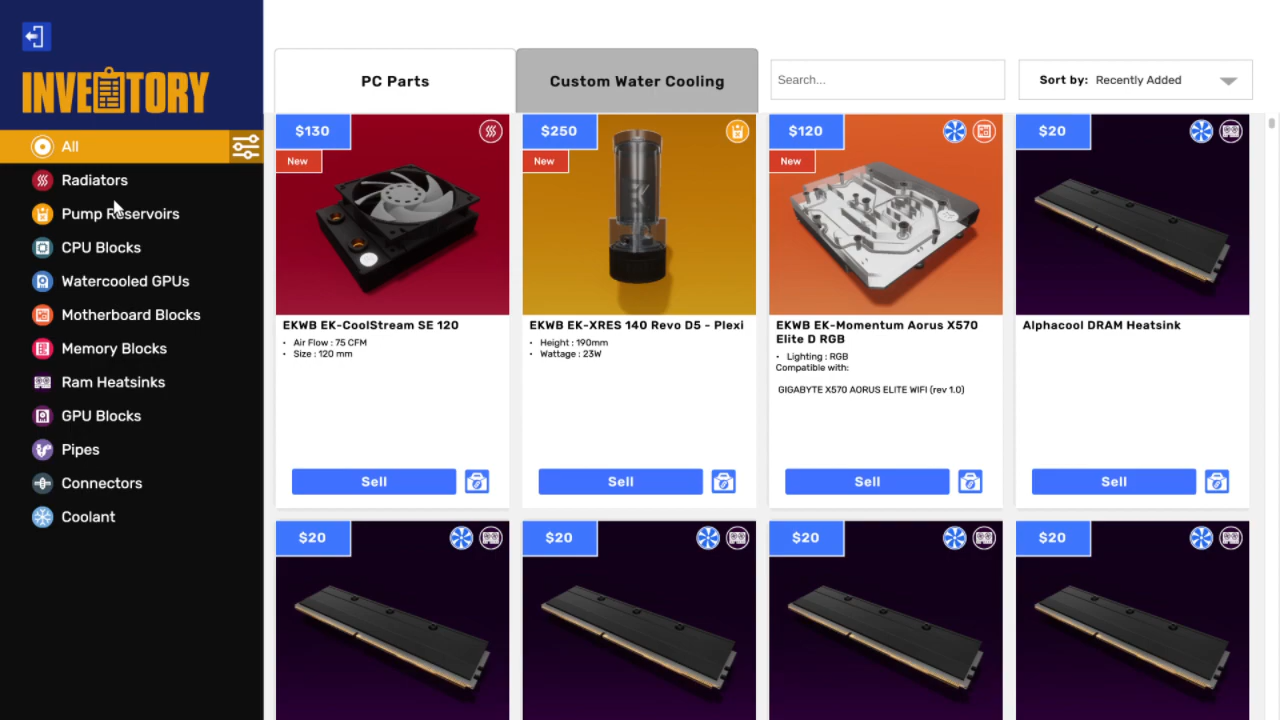 INVENTORY
All
Radiators
Pump Reservoirs
CPU Blocks
Watercooled GPUs
Motherboard Blocks
Memory Blocks
Ram Heatsinks
GPU Blocks
Pipes
Connectors
Coolant
PC Parts
Custom Water Cooling
Search...
Sort by: Recently Added
$130
New
EKWB EK-CoolStream SE 120
• Air Flow : 75 CFM
• Size : 120 mm
Sell
$250
New
EKWB EK-XRES 140 Revo D5 - Plexi
• Height : 190mm
• Wattage : 23W
Sell
$120
New
EKWB EK-Momentum Aorus X570
Elite D RGB
• Lighting : RGB
Compatible with:
GIGABYTE X570 AORUS ELITE WIFI (rev 1.0)
Sell
$20
Alphacool DRAM Heatsink
Sell
$20
$20
$20
$20